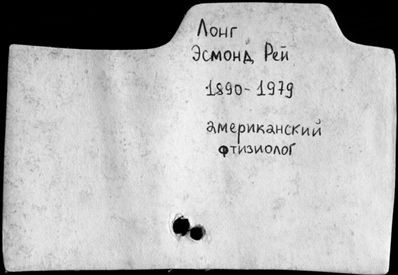 Лонг
Эсмонд Рей
1890-1979
американский
фтизиолог